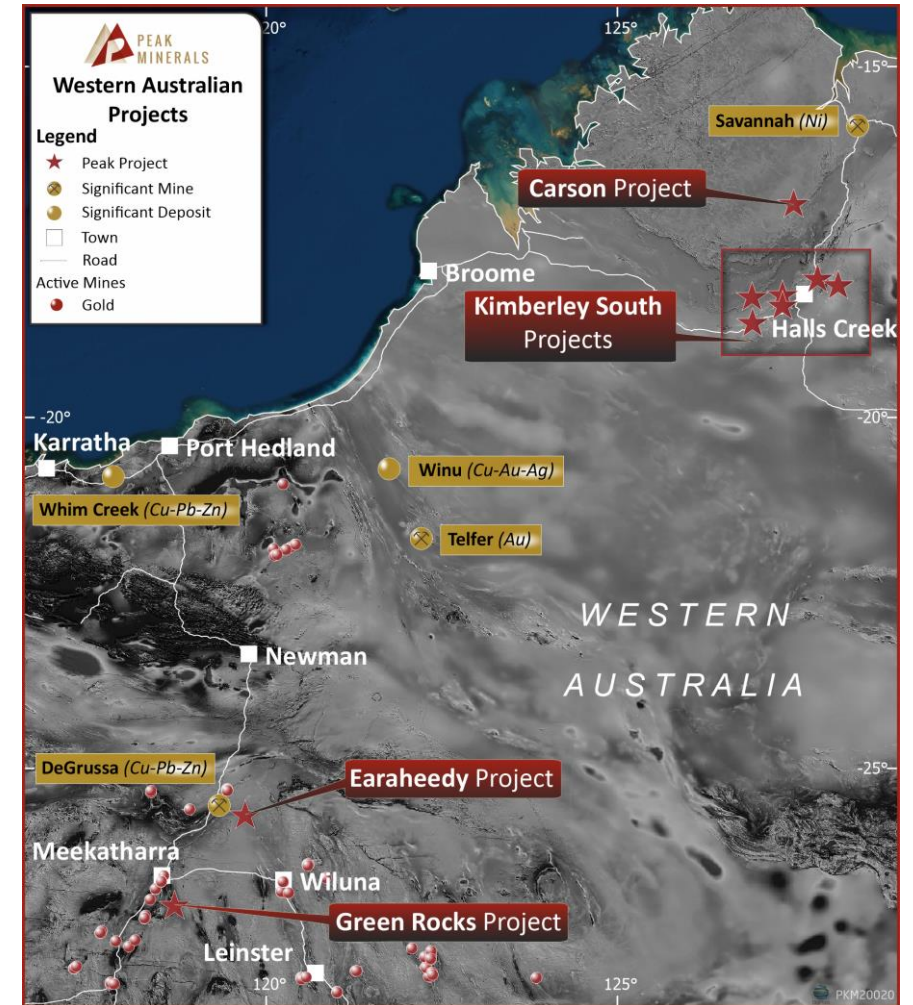 PEAK
MINERALS
Western Australian
Projects
Legend
Peak Project
Significant Mine
Significant Deposit
Town
Road
Active Mines
Gold
20°
125°
-15°
Savannah (Ni)
Carson Project
Broome
Kimberley South
Projects
Halls Creek
-20°
-20°
Karratha
Port Hedland
Winu (Cu-Au-Ag)
Whim Creek (Cu-Pb-Zn)
Telfer (Au)
WESTERN
AUSTRALIA
Newman
-25°
-25°
DeGrussa (Cu-Pb-Zn)
Earaheedy Project
Meekatharra
Wiluna
Green Rocks Project
Leinster
120°
125°
PKM20020